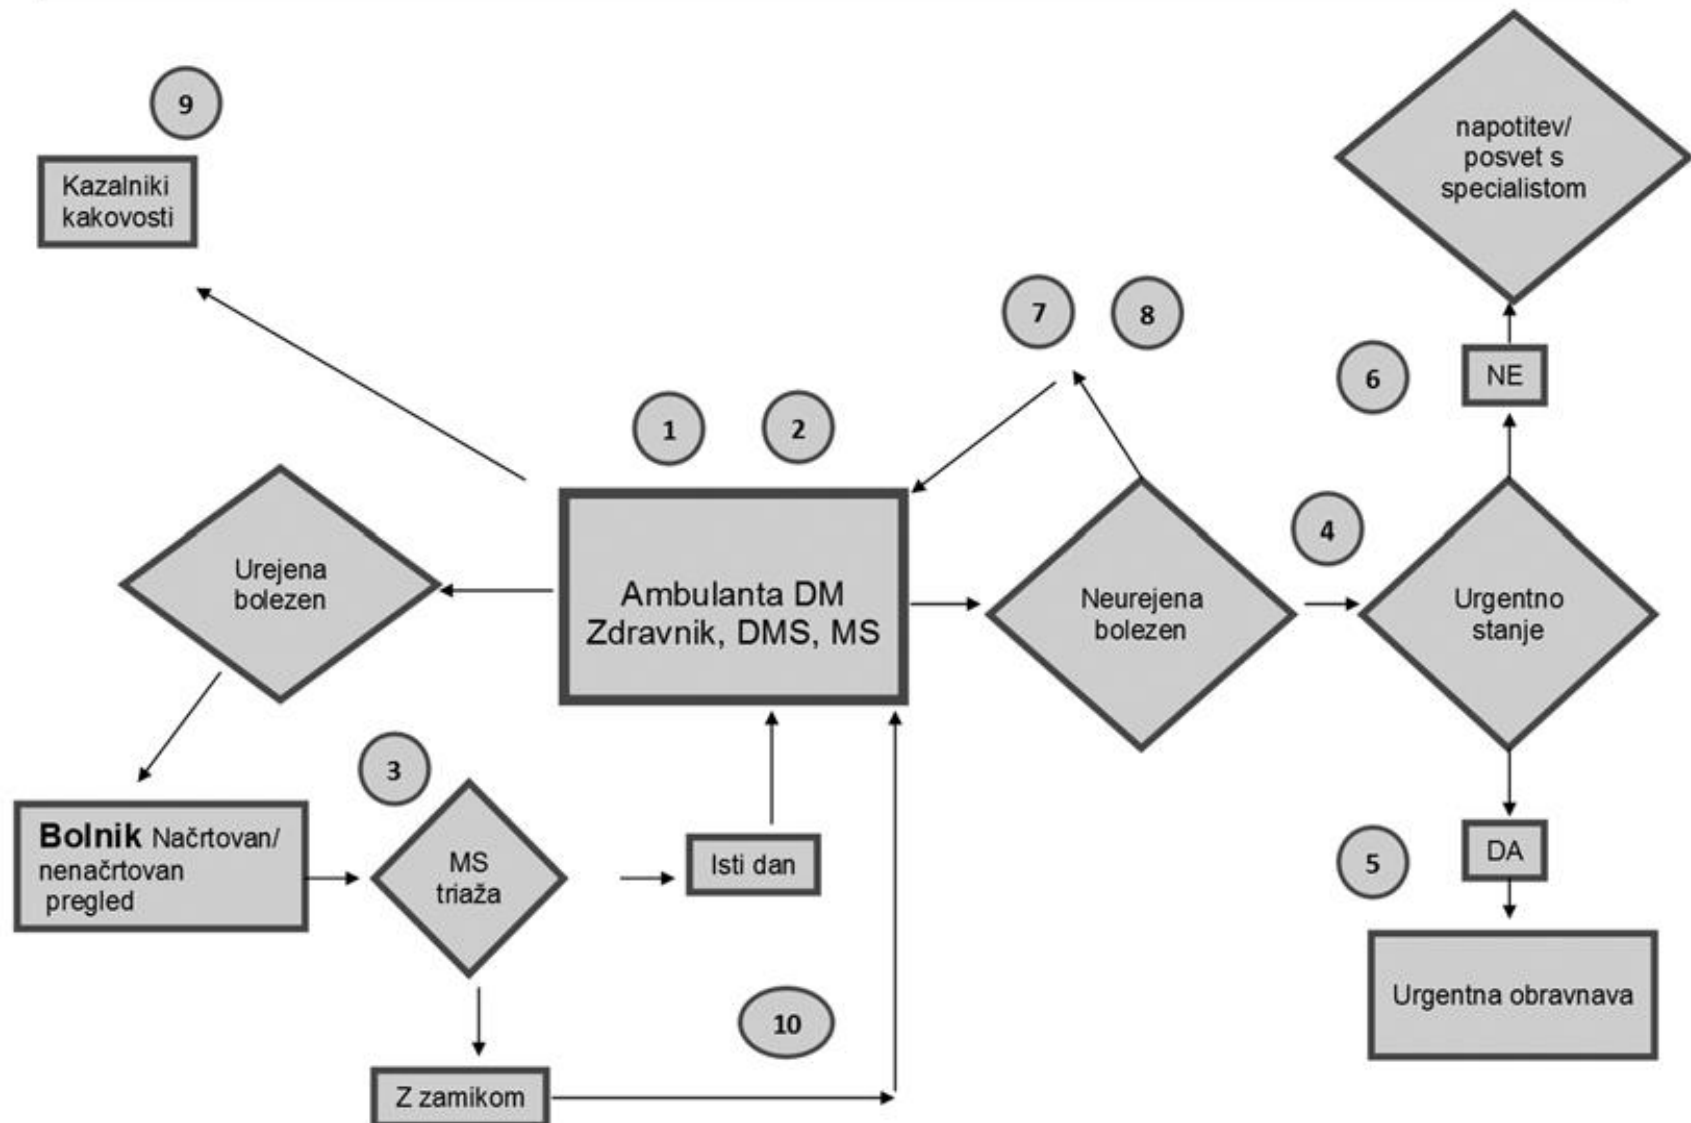 9
Kazalniki
kakovosti
napotitev/
posvet s
specialistom
7
8
6
NE
1
2
4
Urejena
bolezen
Ambulanta DM
Zdravnik, DMS, MS
Neurejena
bolezen
Urgentno
stanje
3
Bolnik Načrtovan/
nenačrtovan
pregled
MS
triaža
Isti dan
5
DA
Urgentna obravnava
10
Z zamikom